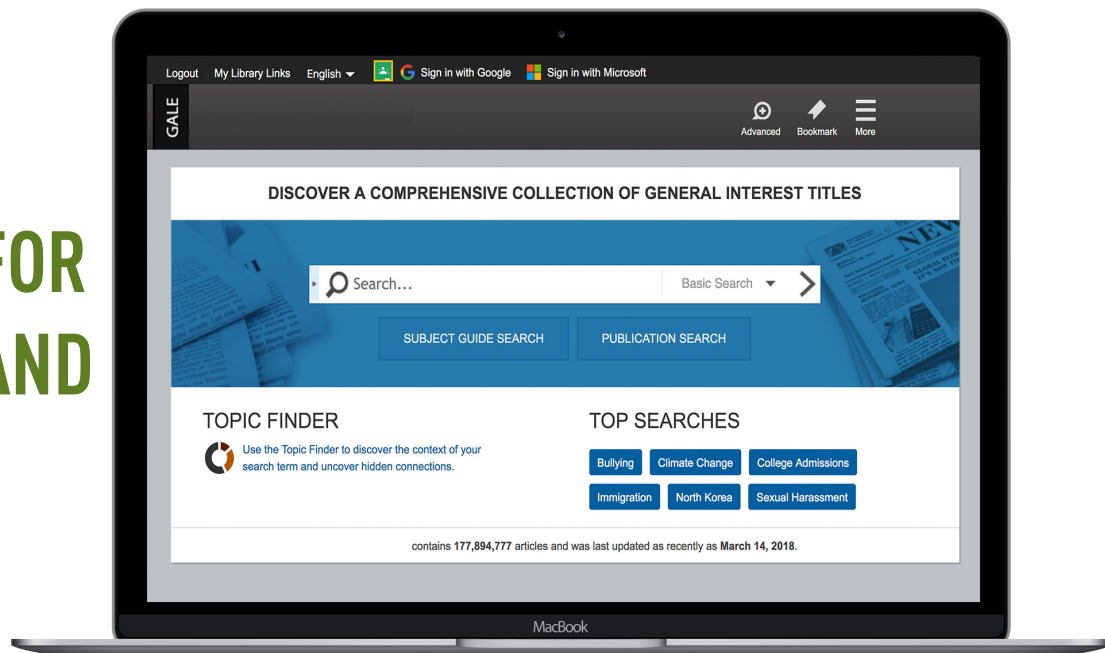 Logout My Library Links English Sign in with Google Sign in with Microsoft
GALE
Advanced Bookmark More
DISCOVER A COMPREHENSIVE COLLECTION OF GENERAL INTEREST TITLES
FOR
AND
Search... Basic Search
SUBJECT GUIDE SEARCH PUBLICATION SEARCH
TOPIC FINDER
Use the Topic Finder to discover the context of your
search term and uncover hidden connections.
TOP SEARCHES
Bullying Climate Change College Admissions
Immigration North Korea Sexual Harassment
contains 177,894,777 articles and was last updated as recently as March 14, 2018.
MacBook